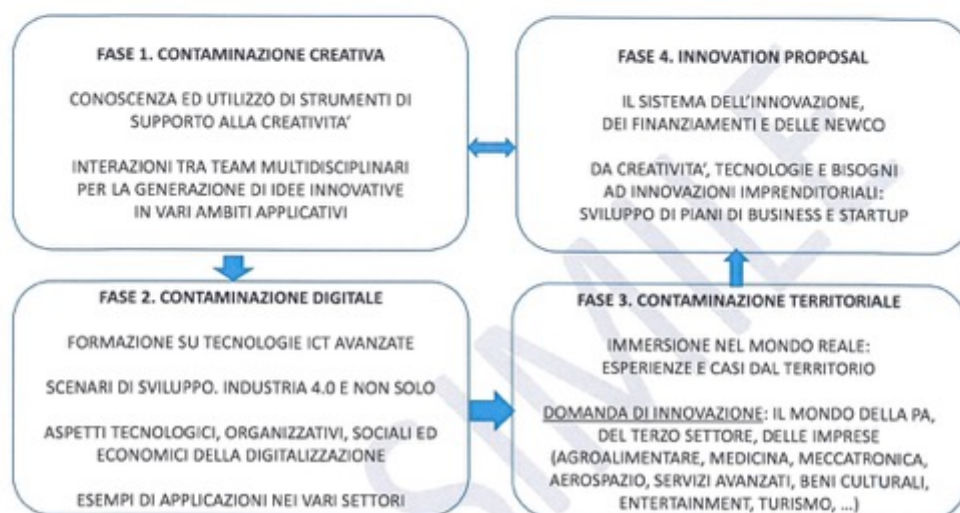 FASE 1. CONTAMINAZIONE CREATIVA
CONOSCENZA ED UTILIZZO DI STRUMENTI DI
SUPPORTO ALLA CREATIVITA’
INTERAZIONI TRA TEAM MULTIDISCIPLINARI
PER LA GENERAZIONE DI IDEE INNOVATIVE
IN VARI AMBITI APPLICATIVI
FASE 2. CONTAMINAZIONE DIGITALE
FORMAZIONE SU TECNOLOGIE ICT AVANZATE
SCENARI DI SVILUPPO. INDUSTRIA 4.0 E NON SOLO
ASPETTI TECNOLOGICI, ORGANIZZATIVI, SOCIALI ED
ECONOMICI DELLA DIGITALIZZAZIONE
ESEMPI DI APPLICAZIONI NEI VARI SETTORI
FASE 3. CONTAMINAZIONE TERRITORIALE
IMMERSIONE NEL MONDO REALE:
ESPERIENZE E CASI DAL TERRITORIO
DOMANDA DI INNOVAZIONE: IL MONDO DELLA PA,
DEL TERZO SETTORE, DELLE IMPRESE
(AGROALIMENTARE, MEDICINA, MECCATRONICA,
AEROSPAZIO, SERVIZI AVANZATI, BENI CULTURALI,
ENTERTAINMENT, TURISMO, ...)
FASE 4. INNOVATION PROPOSAL
IL SISTEMA DELL’INNOVAZIONE,
DEI FINANZIAMENTI E DELLE NEWCO
DA CREATIVITA’, TECNOLOGIE E BISOGNI
AD INNOVAZIONI IMPRENDITORIALI:
SVILUPPO DI PIANI DI BUSINESS E STARTUP
SIMILE